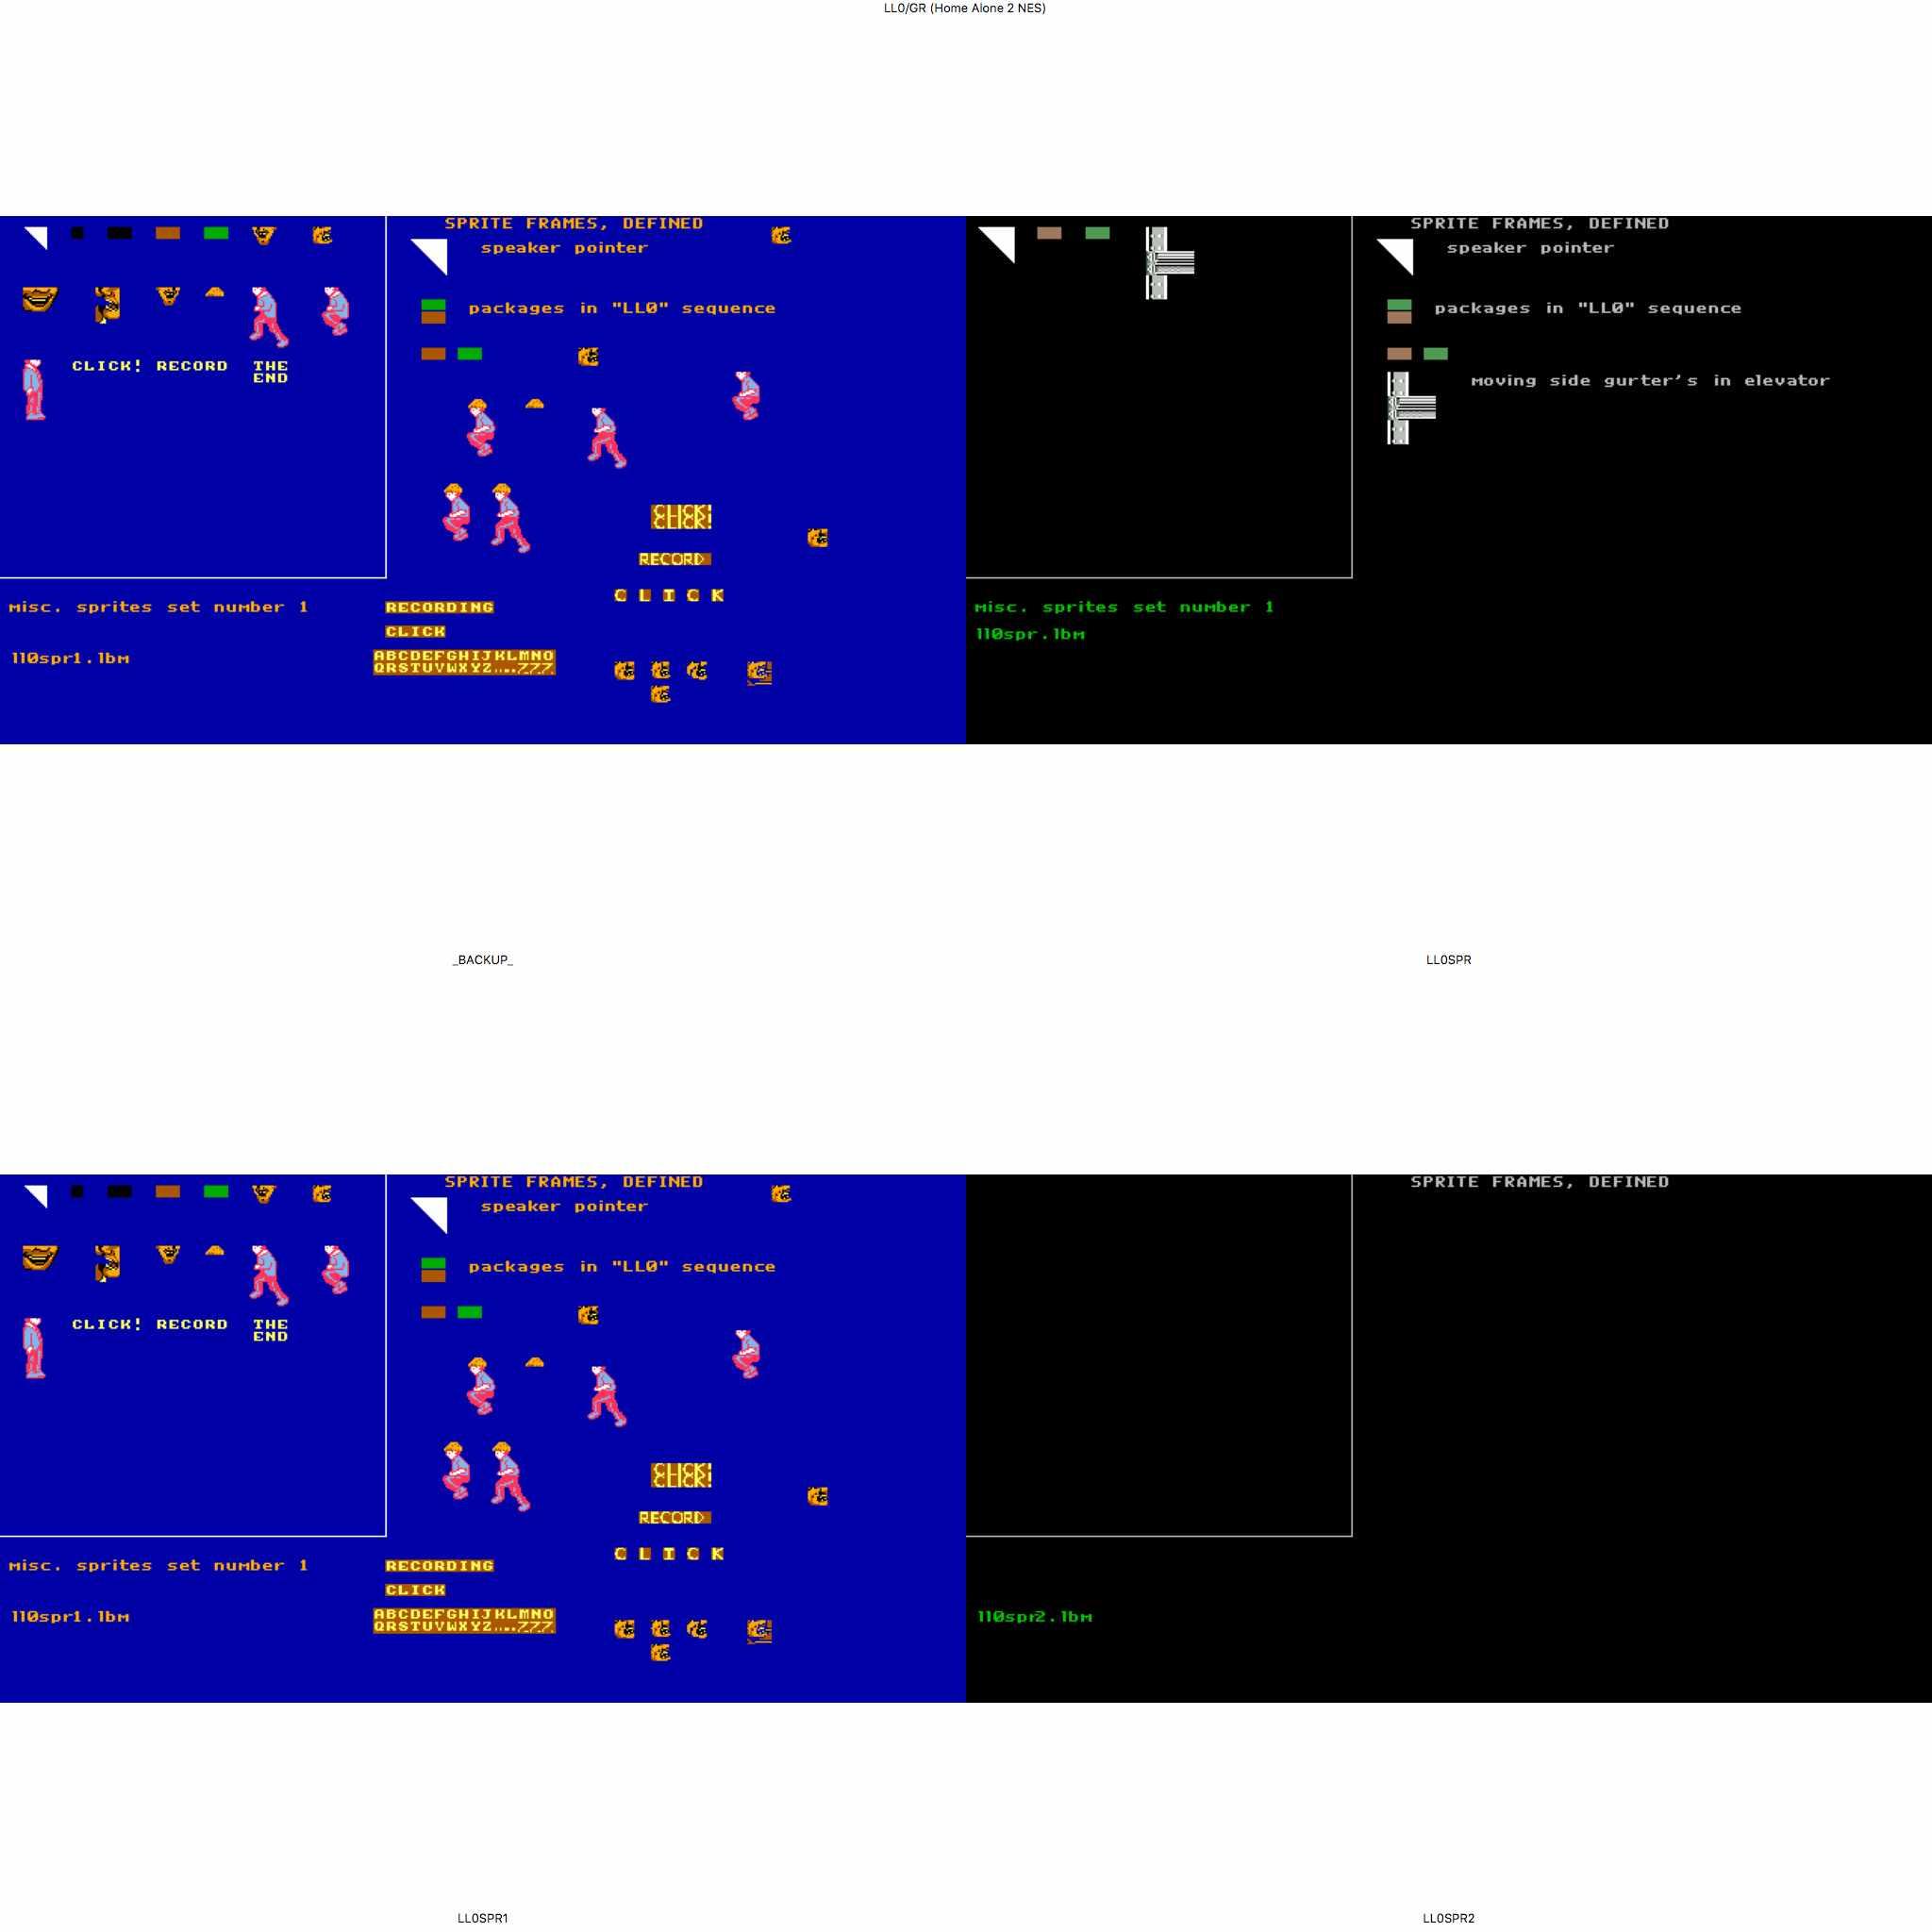 LL0/GR (Home Alone 2 NES)
SPRITE FRAMES, DEFINED
speaker pointer
packages in "LL0" sequence
CLICK! RECORD THE
END
CLICK!
CLICK!
RECORD
C L I C K
misc. sprites set number 1
RECORDING
CLICK
ll0spr1.lbm
ABCDEFGHIJKLMNO
QRSTUVWXYZ
SPRITE FRAMES, DEFINED
speaker pointer
packages in "LL0" sequence
moving side gurter's in elevator
misc. sprites set number 1
ll0spr.lbm
_BACKUP_
LL0SPR
SPRITE FRAMES, DEFINED
speaker pointer
packages in "LL0" sequence
CLICK! RECORD THE
END
CLICK!
CLICK!
RECORD
C L I C K
misc. sprites set number 1
RECORDING
CLICK
ll0spr1.lbm
ABCDEFGHIJKLMNO
QRSTUVWXYZ
SPRITE FRAMES, DEFINED
ll0spr2.lbm
LL0SPR1
LL0SPR2